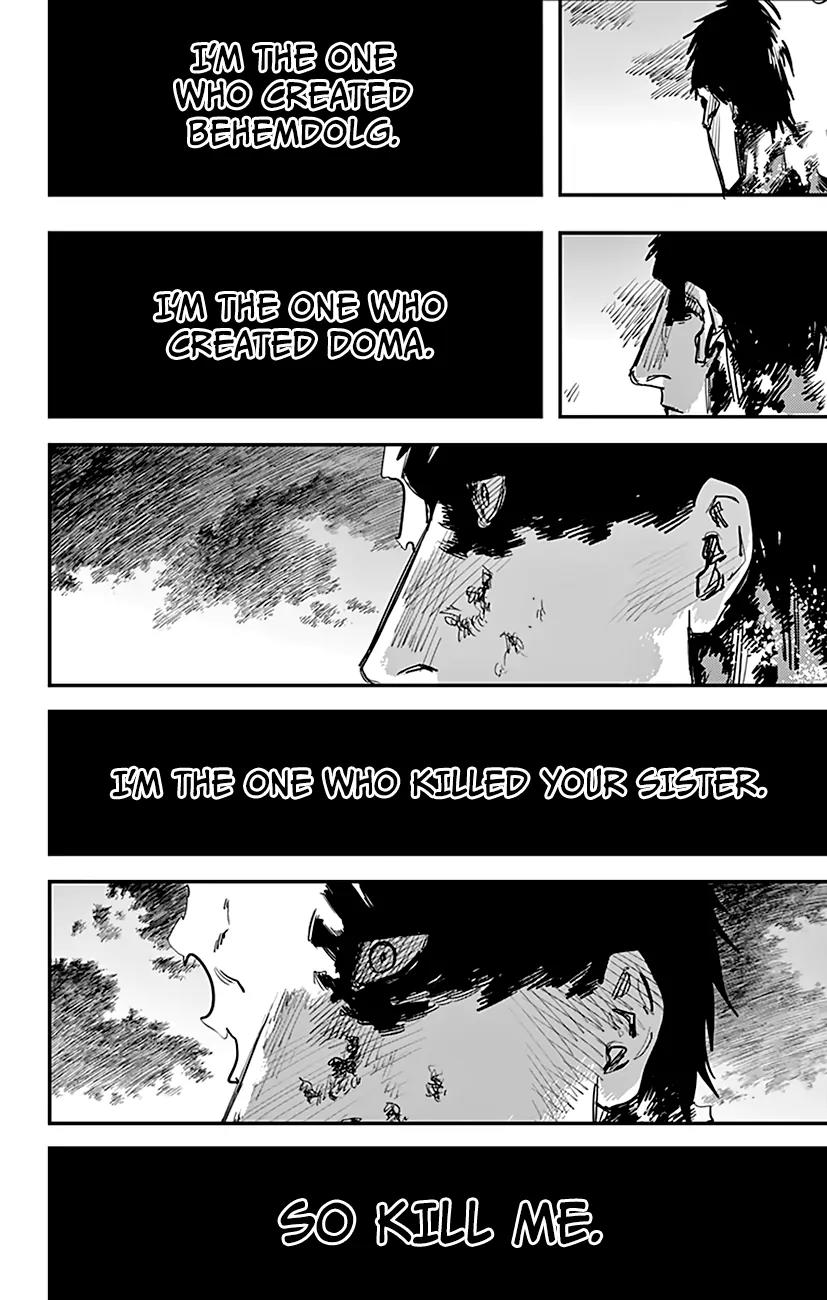 I'M THE ONE
WHO CREATED
BEHEMDOLG.
I'M THE ONE WHO
CREATED DOMA.
I'M THE ONE WHO KILLED YOUR SISTER.
SO KILL ME.